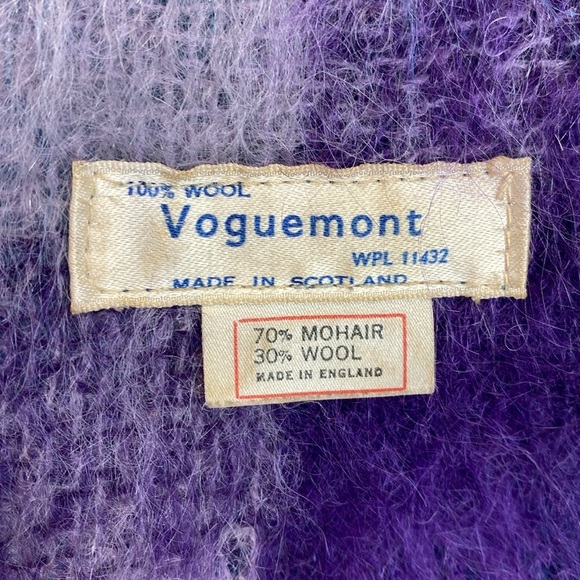 100% WOOL
Voguemont
WPL 11432
MADE IN SCOTLAND
70% MOHAIR
30% WOOL
MADE IN ENGLAND